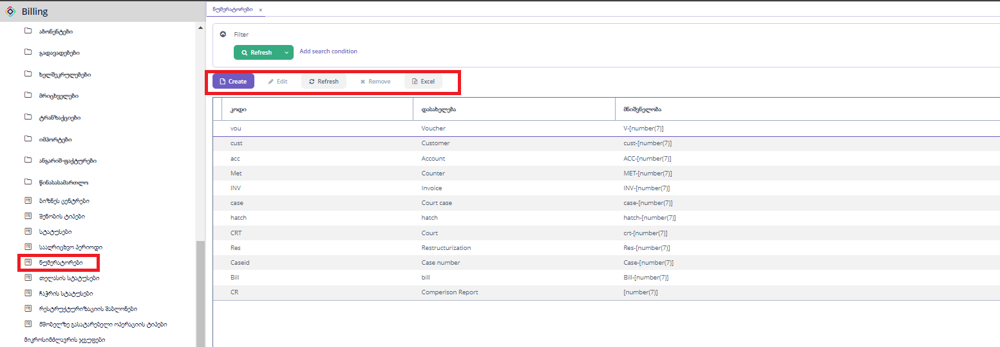 Billing
აბონენტები
გადავადებები
ხელშეკრულებები
მრიცხველები
ტრანზაქციები
იმპორტები
ანგარიშ-ფაქტურები
წინასასამართლო
ბიზნეს ცენტრები
შენობის ტიპები
სტატუსები
სააღრიცხვო პერიოდი
ნუმერატორები
თელასის სტატუსები
ჩაჭრის სტატუსები
რესტრუქტურიზაციის შაბლონები
მშობელზე გასატარებელი ოპერაციის ტიპები
მიკროსიმძლავრის ჯგუფები
ნუმერატორები ×
Filter
Refresh Add search condition
Create Edit Refresh Remove Excel
კოდი დასახელება მნიშვნელობა
vou Voucher V-[number(7)]
cust Customer cust-[number(7)]
acc Account ACC-[number(7)]
Met Counter MET-[number(7)]
INV Invoice INV-[number(7)]
case Court case case-[number(7)]
hatch hatch hatch-[number(7)]
CRT Court crt-[number(7)]
Res Restructurization Res-[number(7)]
Caseid Case number Case-[number(7)]
Bill bill Bill-[number(7)]
CR Comperison Report [number(7)]